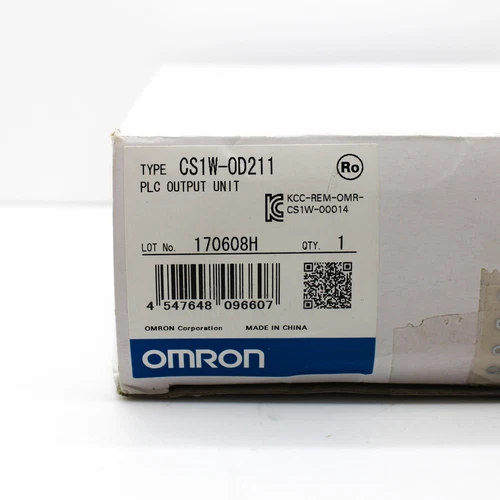 TYPE CS1W-OD211
PLC OUTPUT UNIT
Ro
KCC-REM-OMR-
CS1W-00014
LOT No. 170608H QTY. 1
4 547648 096607
OMRON Corporation MADE IN CHINA
OMRON